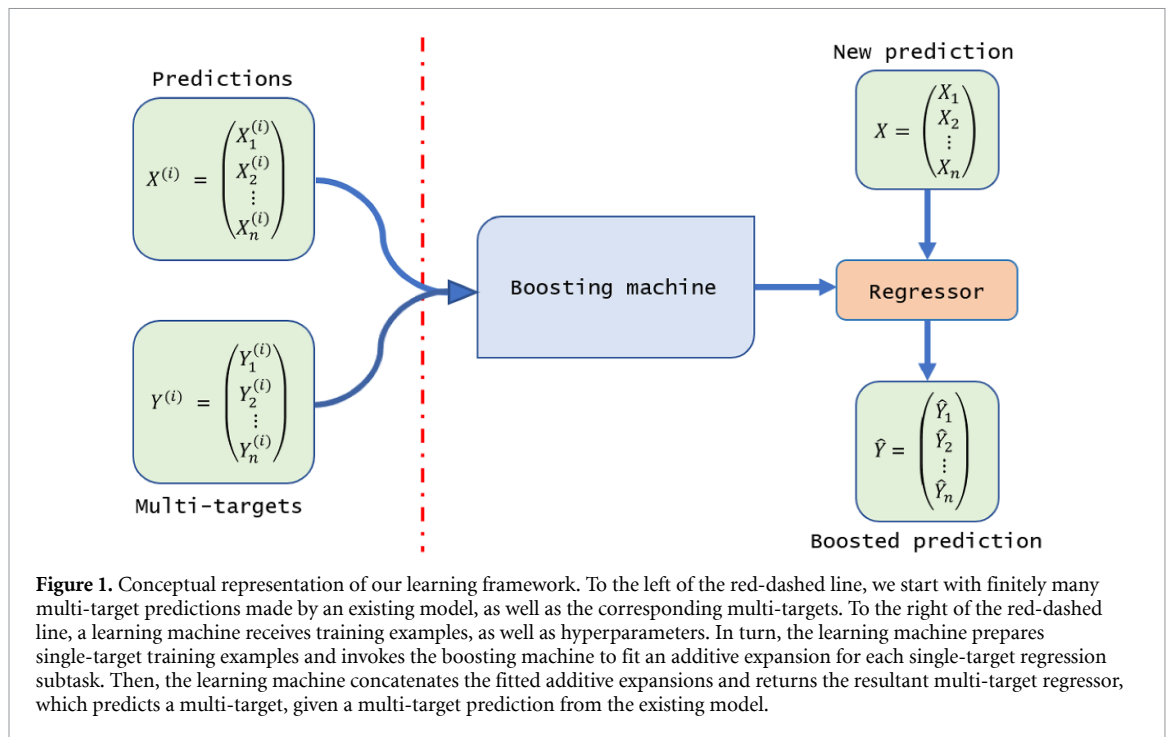 Predictions
X^(i) = (X_1^(i) X_2^(i) ⋮ X_n^(i))
Y^(i) = (Y_1^(i) Y_2^(i) ⋮ Y_n^(i))
Multi-targets
Boosting machine
New prediction
X = (X_1 X_2 ⋮ X_n)
Regressor
Ŷ = (Ŷ_1 Ŷ_2 ⋮ Ŷ_n)
Boosted prediction
Figure 1. Conceptual representation of our learning framework. To the left of the red-dashed line, we start with finitely many
multi-target predictions made by an existing model, as well as the corresponding multi-targets. To the right of the red-dashed
line, a learning machine receives training examples, as well as hyperparameters. In turn, the learning machine prepares
single-target training examples and invokes the boosting machine to fit an additive expansion for each single-target regression
subtask. Then, the learning machine concatenates the fitted additive expansions and returns the resultant multi-target regressor,
which predicts a multi-target, given a multi-target prediction from the existing model.